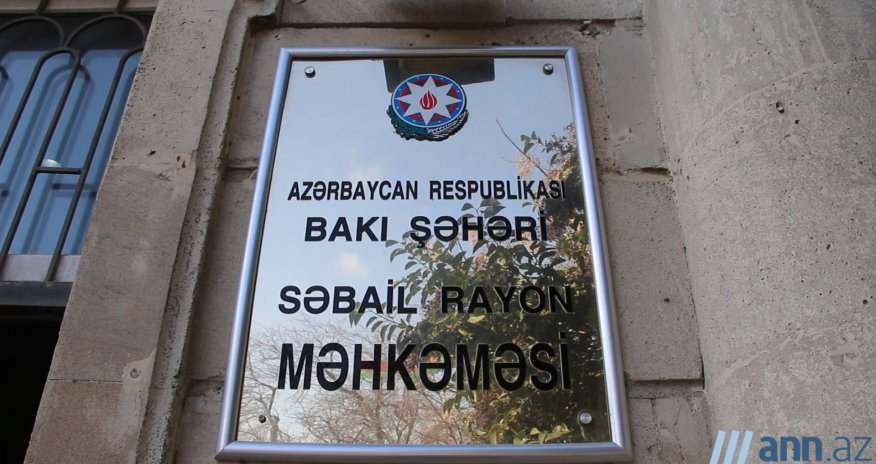 AZƏRBAYCAN RESPUBLİKASI
BAKI ŞƏHƏRİ
SƏBAİL RAYON
MƏHKƏMƏSİ
ann.az